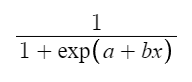 1
1 + exp(a + bx)